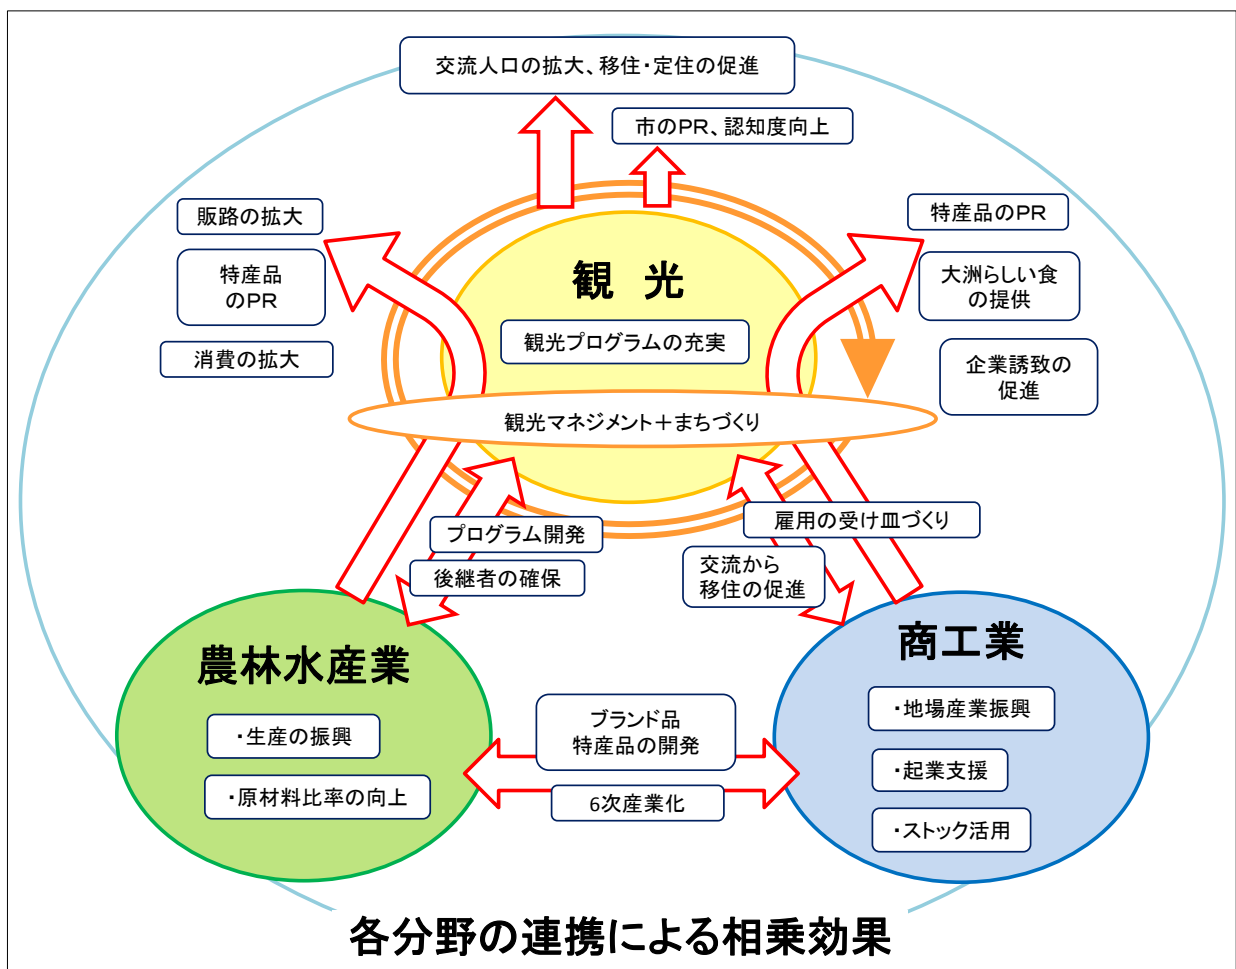 交流人口の拡大、移住・定住の促進
市のPR、認知度向上
販路の拡大
特産品
のPR
消費の拡大
特産品のPR
大洲らしい食
の提供
企業誘致の
促進
観 光
観光プログラムの充実
観光マネジメント＋まちづくり
プログラム開発
後継者の確保
雇用の受け皿づくり
交流から
移住の促進
農林水産業
・生産の振興
・原材料比率の向上
ブランド品
特産品の開発
6次産業化
商工業
・地場産業振興
・起業支援
・ストック活用
各分野の連携による相乗効果